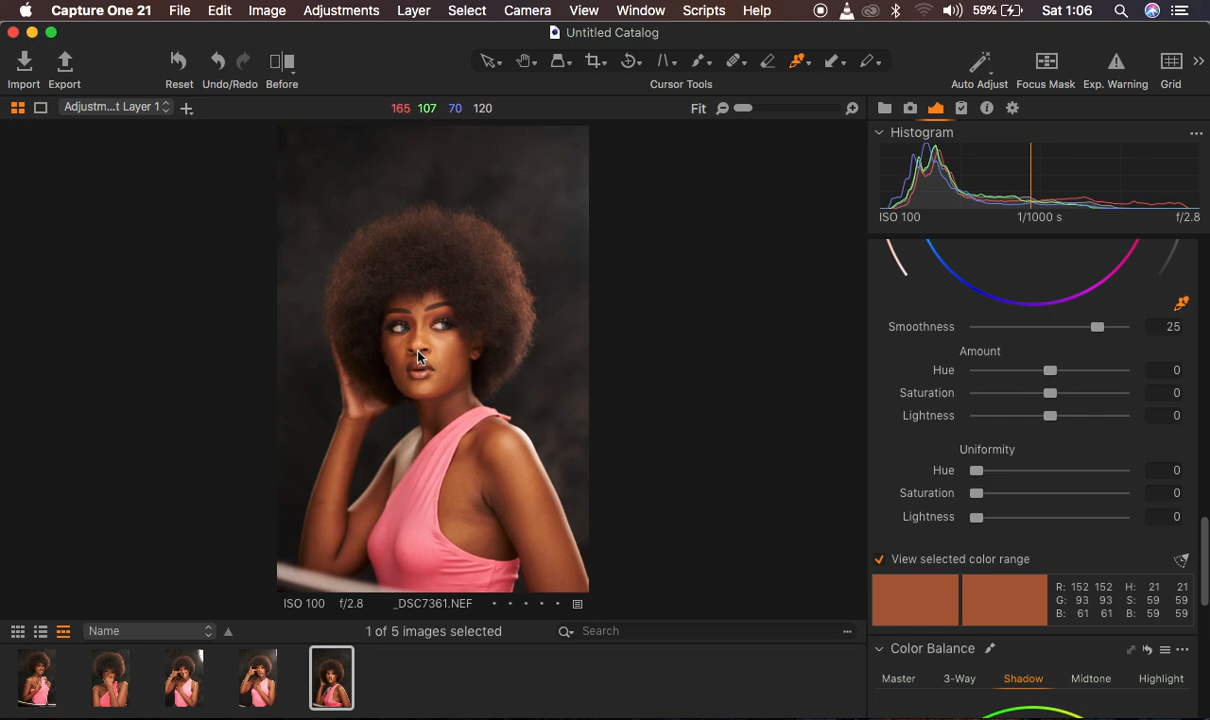 Capture One 21 File Edit Image Adjustments Layer Select Camera View Window Scripts Help 59% Sat 1:06
Untitled Catalog
Import Export Reset Undo/Redo Before Cursor Tools Auto Adjust Focus Mask Exp. Warning Grid
Adjustm...t Layer 1 165 107 70 120 Fit
Histogram
ISO 100 1/1000 s f/2.8
Smoothness 25
Amount
Hue 0
Saturation 0
Lightness 0
Uniformity
Hue 0
Saturation 0
Lightness 0
View selected color range
R: 152 152 H: 21 21
G: 93 93 S: 59 59
B: 61 61 B: 59 59
ISO 100 f/2.8 _DSC7361.NEF
Name 1 of 5 images selected Search
Color Balance
Master 3-Way Shadow Midtone Highlight